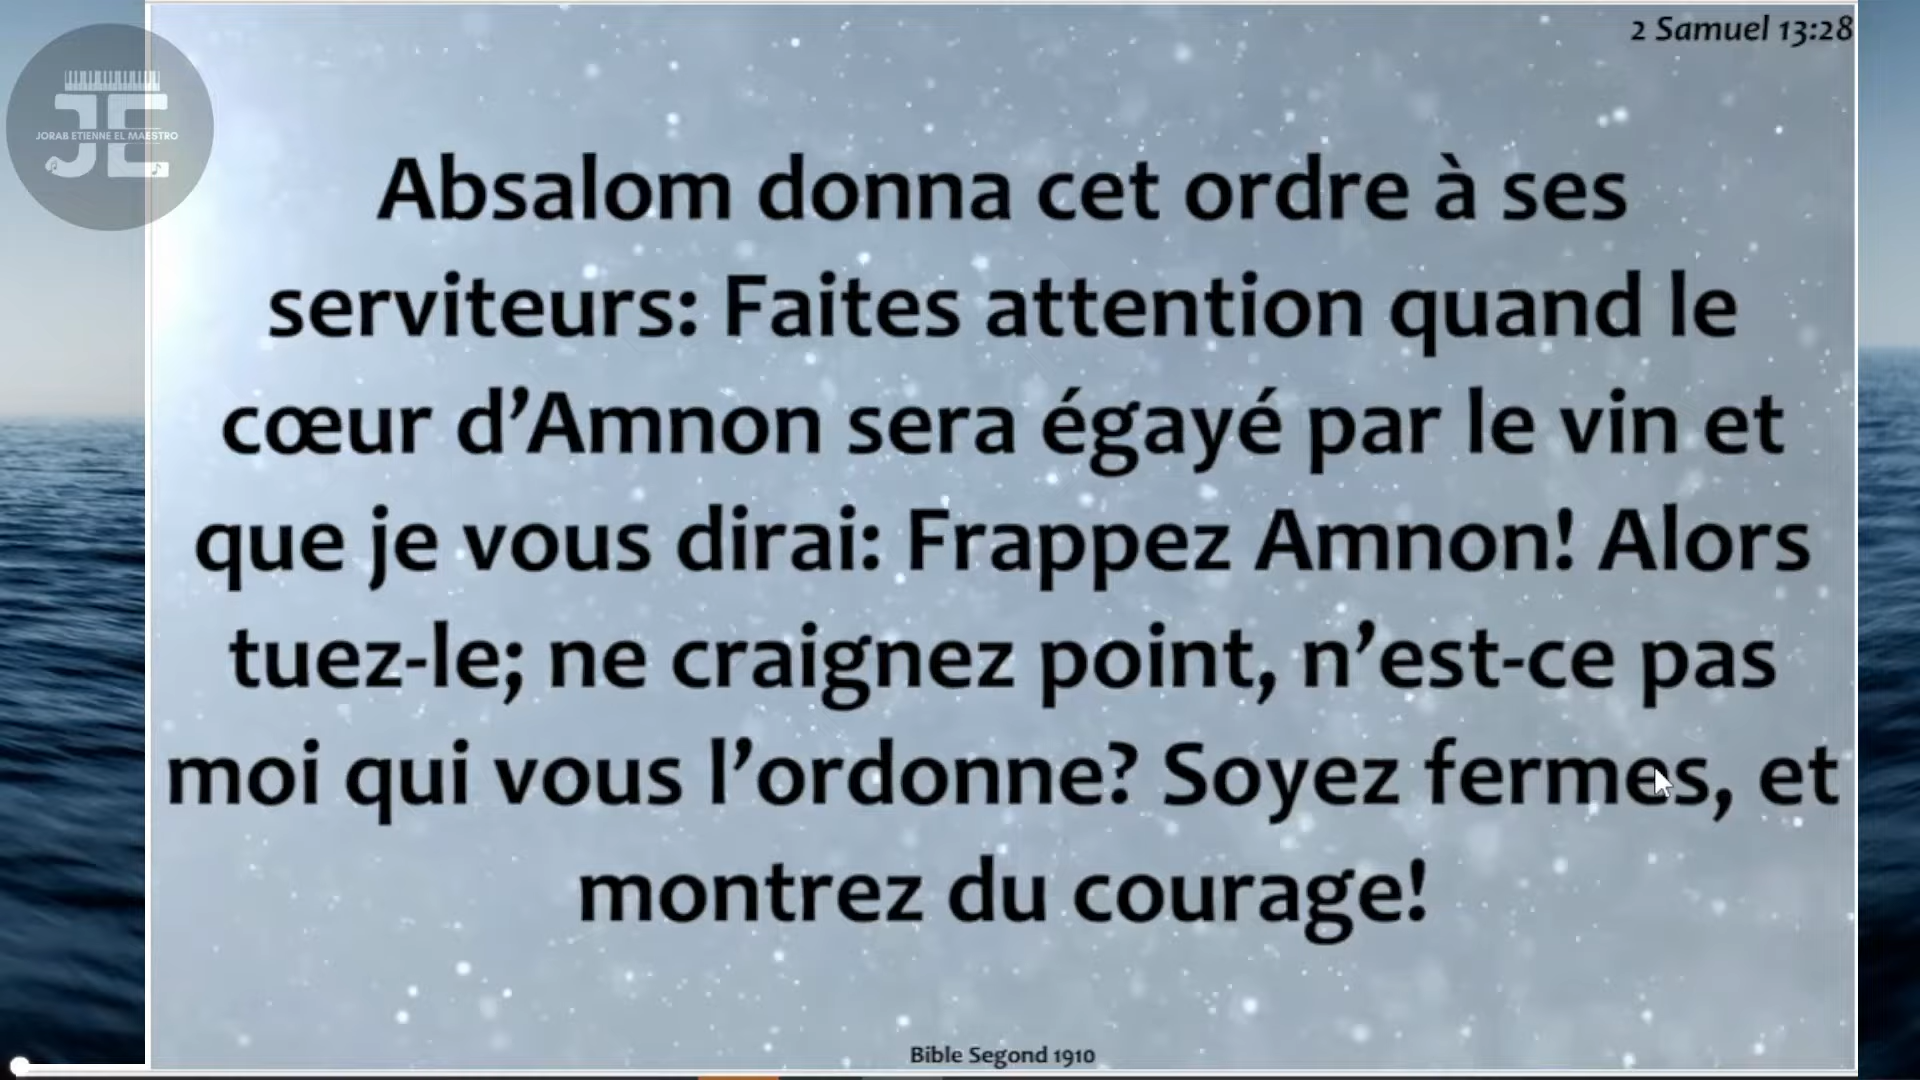 2 Samuel 13:28
JE
JORAB ETIENNE EL MAESTRO
Absalom donna cet ordre à ses
serviteurs: Faites attention quand le
cœur d’Amnon sera égayé par le vin et
que je vous dirai: Frappez Amnon! Alors
tuez-le; ne craignez point, n’est-ce pas
moi qui vous l’ordonne? Soyez fermes, et
montrez du courage!
Bible Segond 1910